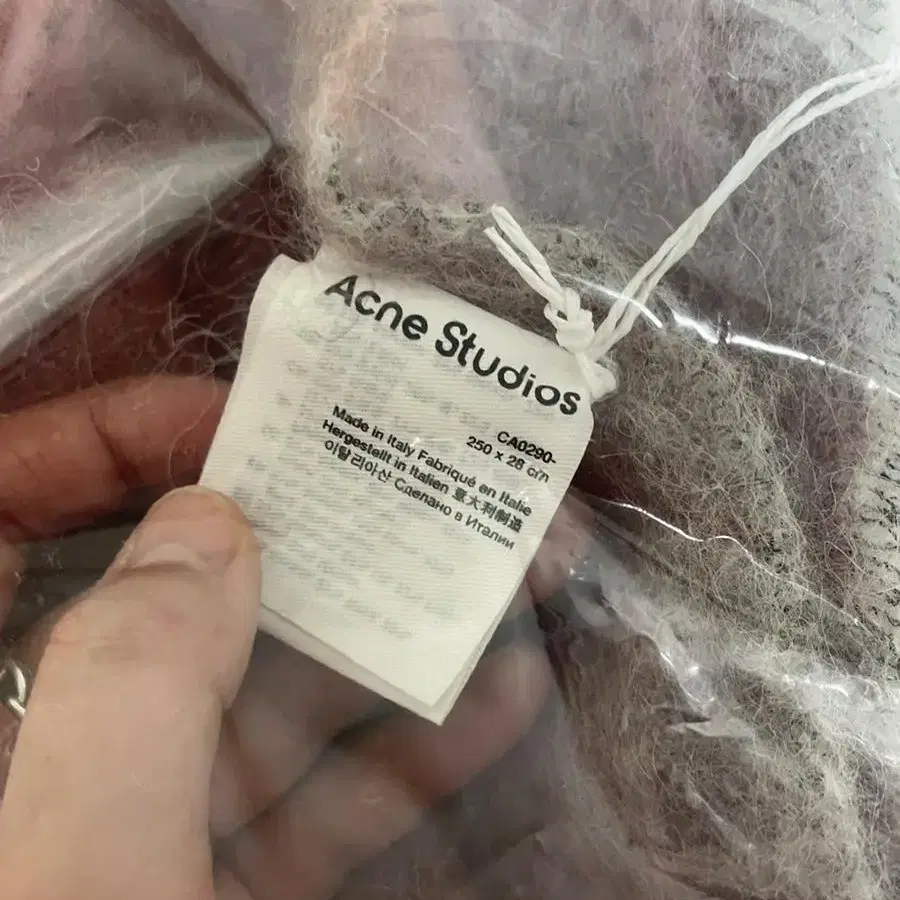 Acne Studios
CA0290-
250 x 28 cm
Made in Italy Fabriqué en Italie
Hergestellt in Italien 意大利制造
이탈리아산 Сделано в Италии